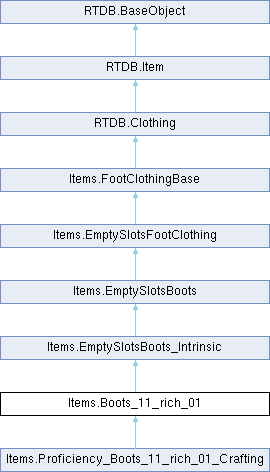 RTDB.BaseObject
RTDB.Item
RTDB.Clothing
Items.FootClothingBase
Items.EmptySlotsFootClothing
Items.EmptySlotsBoots
Items.EmptySlotsBoots_Intrinsic
Items.Boots_11_rich_01
Items.Proficiency_Boots_11_rich_01_Crafting